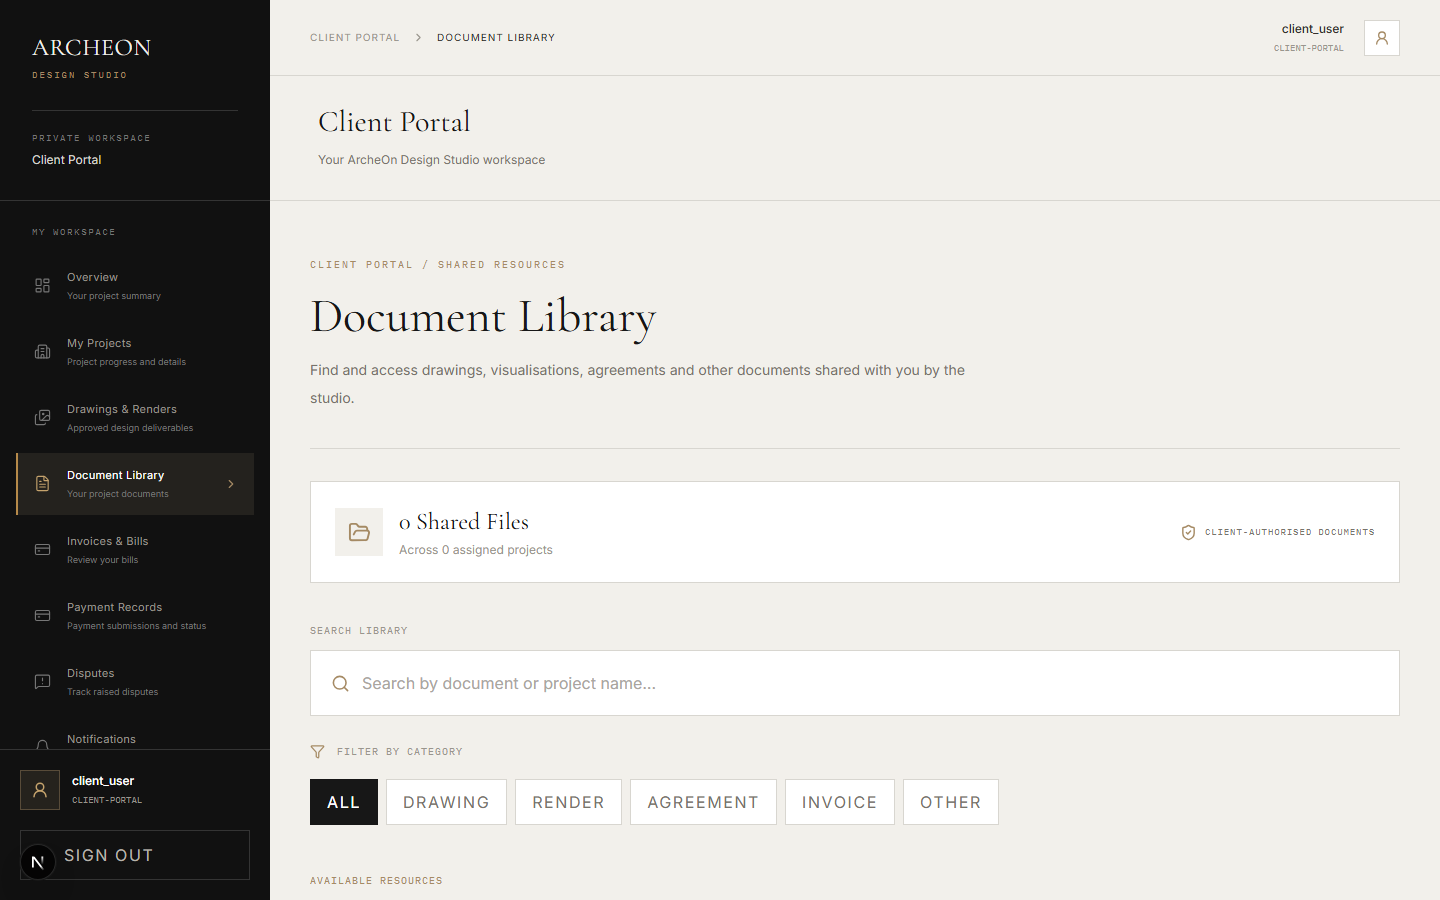 ARCHEON
DESIGN STUDIO
PRIVATE WORKSPACE
Client Portal
MY WORKSPACE
Overview
Your project summary
My Projects
Project progress and details
Drawings & Renders
Approved design deliverables
Document Library
Your project documents
Invoices & Bills
Review your bills
Payment Records
Payment submissions and status
Disputes
Track raised disputes
Notifications
client_user
CLIENT-PORTAL
N
SIGN OUT
CLIENT PORTAL > DOCUMENT LIBRARY
client_user
CLIENT-PORTAL
Client Portal
Your ArcheOn Design Studio workspace
CLIENT PORTAL / SHARED RESOURCES
Document Library
Find and access drawings, visualisations, agreements and other documents shared with you by the
studio.
0 Shared Files
Across 0 assigned projects
CLIENT-AUTHORISED DOCUMENTS
SEARCH LIBRARY
Search by document or project name...
FILTER BY CATEGORY
ALL DRAWING RENDER AGREEMENT INVOICE OTHER
AVAILABLE RESOURCES